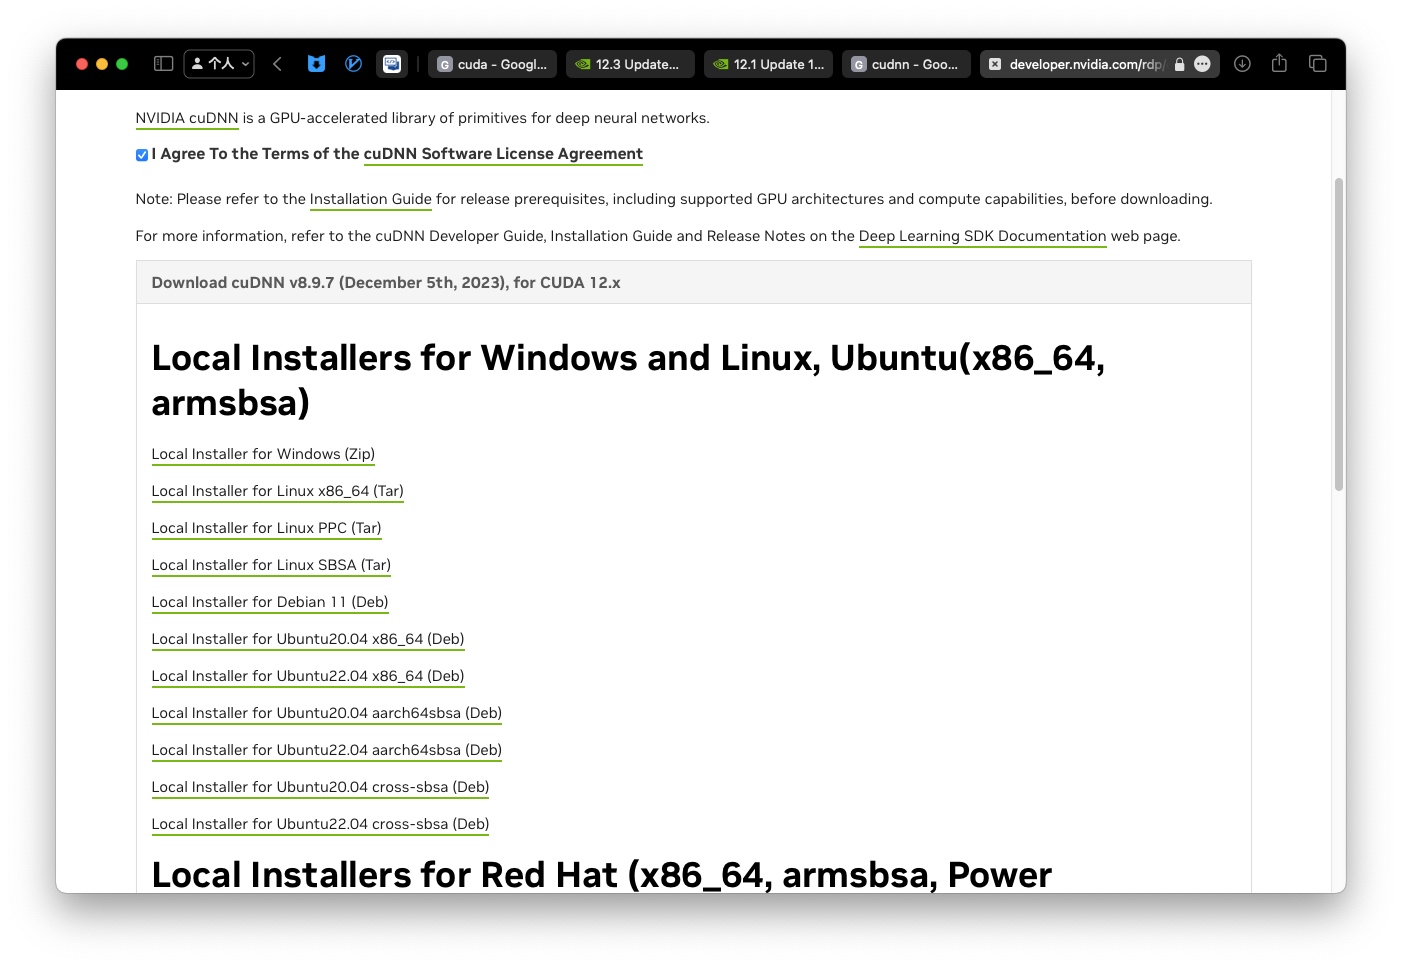 个人
cuda - Googl...
12.3 Update...
12.1 Update 1...
cudnn - Goo...
developer.nvidia.com/rdp/
NVIDIA cuDNN is a GPU-accelerated library of primitives for deep neural networks.
I Agree To the Terms of the cuDNN Software License Agreement
Note: Please refer to the Installation Guide for release prerequisites, including supported GPU architectures and compute capabilities, before downloading.
For more information, refer to the cuDNN Developer Guide, Installation Guide and Release Notes on the Deep Learning SDK Documentation web page.
Download cuDNN v8.9.7 (December 5th, 2023), for CUDA 12.x
Local Installers for Windows and Linux, Ubuntu(x86_64,
armsbsa)
Local Installer for Windows (Zip)
Local Installer for Linux x86_64 (Tar)
Local Installer for Linux PPC (Tar)
Local Installer for Linux SBSA (Tar)
Local Installer for Debian 11 (Deb)
Local Installer for Ubuntu20.04 x86_64 (Deb)
Local Installer for Ubuntu22.04 x86_64 (Deb)
Local Installer for Ubuntu20.04 aarch64sbsa (Deb)
Local Installer for Ubuntu22.04 aarch64sbsa (Deb)
Local Installer for Ubuntu20.04 cross-sbsa (Deb)
Local Installer for Ubuntu22.04 cross-sbsa (Deb)
Local Installers for Red Hat (x86_64, armsbsa, Power